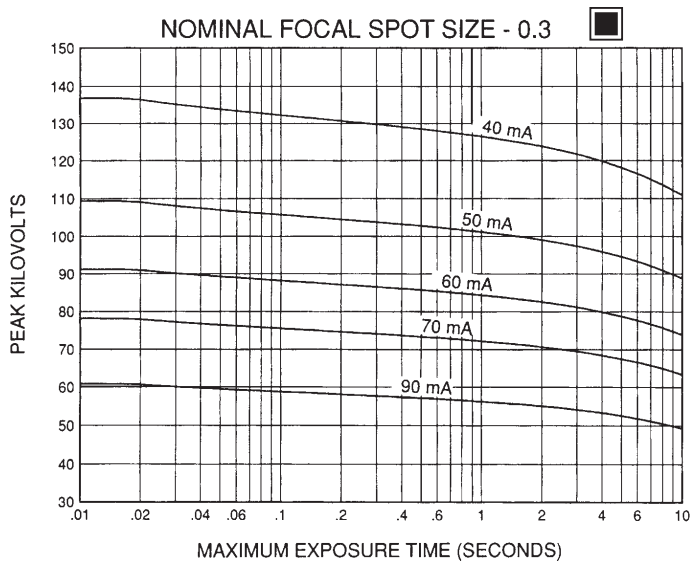 NOMINAL FOCAL SPOT SIZE - 0.3
150
140
130
120
110
100
90
80
70
60
50
40
30
PEAK KILOVOLTS
40 mA
50 mA
60 mA
70 mA
90 mA
.01 .02 .04 .06 .1 .2 .4 .6 1 2 4 6 10
MAXIMUM EXPOSURE TIME (SECONDS)